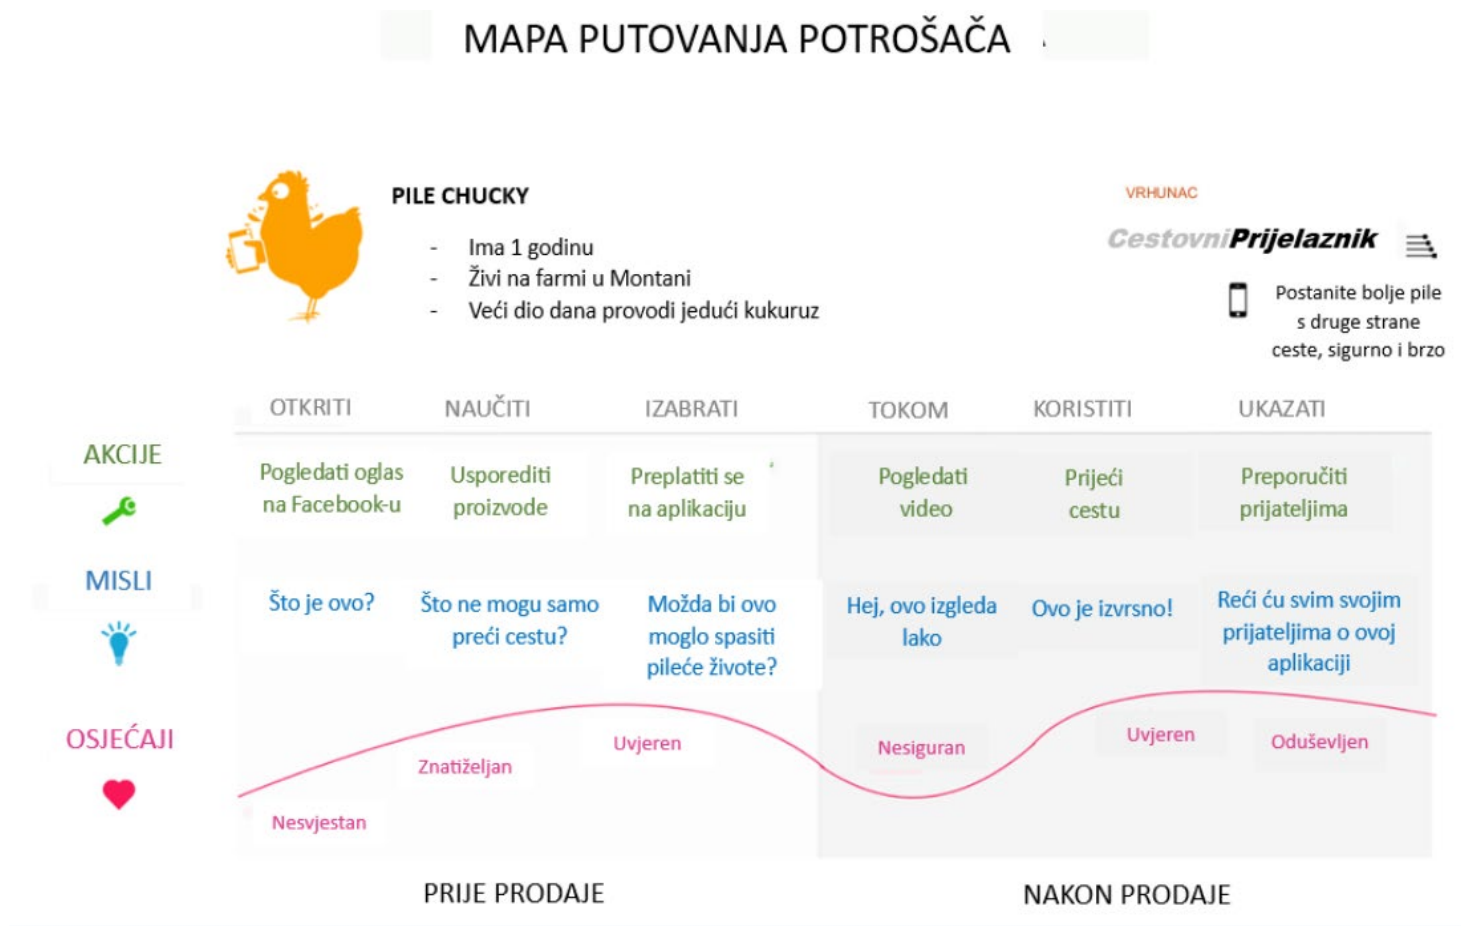 MAPA PUTOVANJA POTROŠAČA
PILE CHUCKY
- Ima 1 godinu
- Živi na farmi u Montani
- Veći dio dana provodi jedući kukuruz
VRHUNAC
CestovniPrijelaznik
Postanite bolje pile
s druge strane
ceste, sigurno i brzo
OTKRITI NAUČITI IZABRATI TOKOM KORISTITI UKAZATI
AKCIJE
Pogledati oglas
na Facebook-u
Usporediti
proizvode
Preplatiti se
na aplikaciju
Pogledati
video
Prijeći
cestu
Preporučiti
prijateljima
MISLI
Što je ovo?
Što ne mogu samo
preći cestu?
Možda bi ovo
moglo spasiti
pileće živote?
Hej, ovo izgleda
lako
Ovo je izvrsno!
Reći ću svim svojim
prijateljima o ovoj
aplikaciji
OSJEĆAJI
Nesvjestan
Znatiželjan
Uvjeren
Nesiguran
Uvjeren
Oduševljen
PRIJE PRODAJE
NAKON PRODAJE